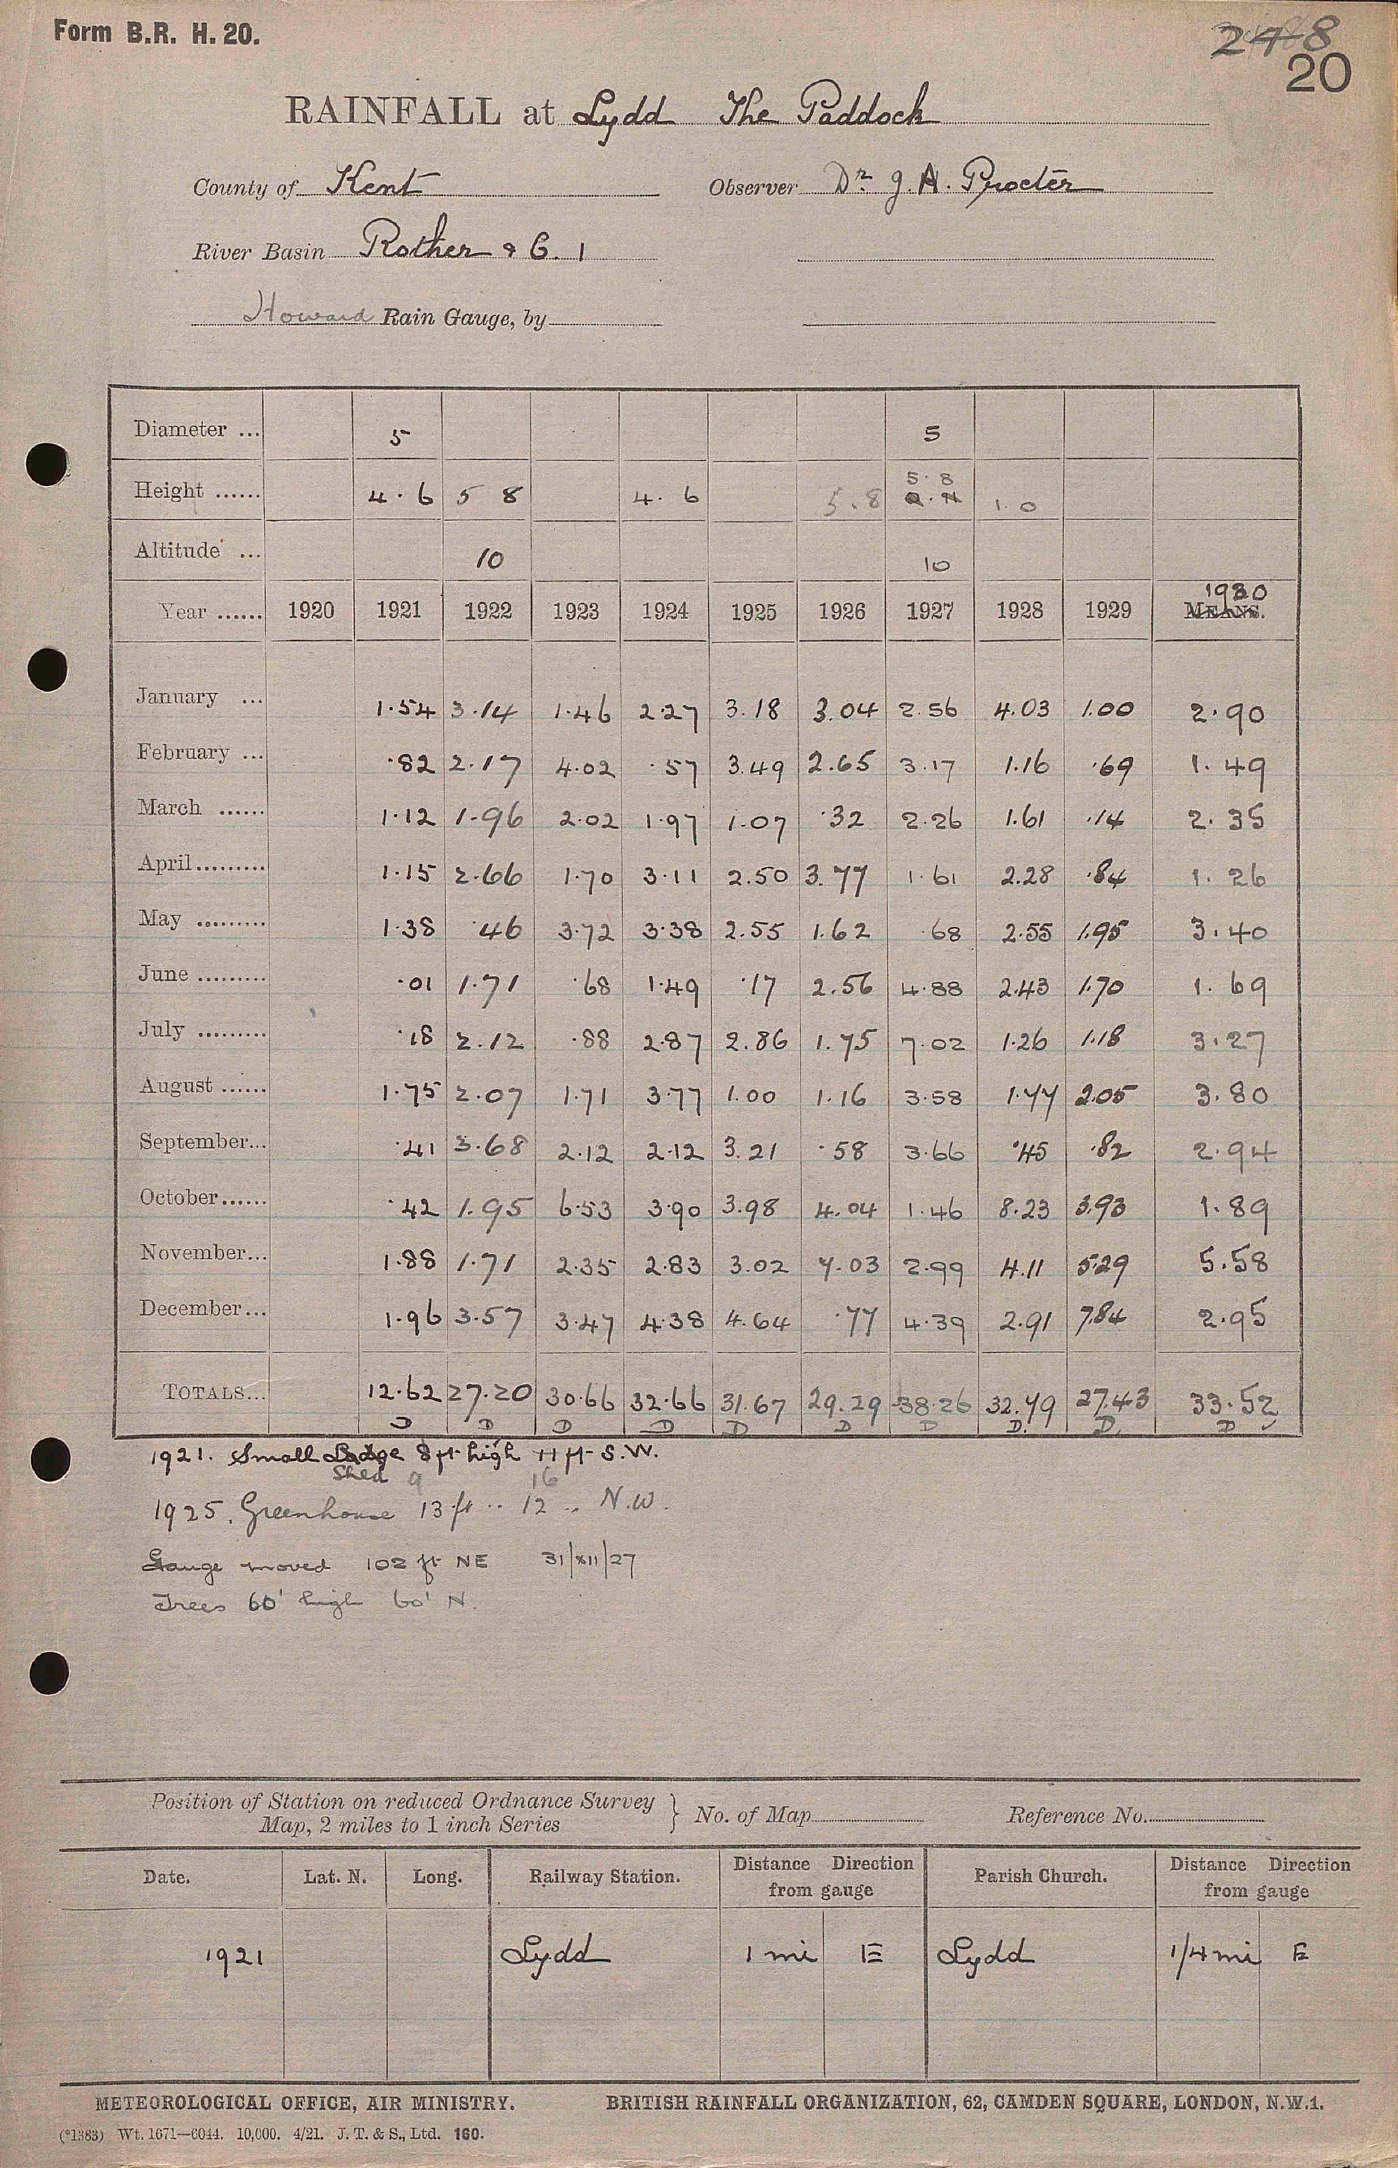 Form B.R. H. 20.
248
20
RAINFALL at Lydd The Paddock
County of Kent Observer Dr. J. A. Procter
River Basin Rother & C. 1
Howard Rain Gauge, by
Diameter ... 5 5
Height ...... 4.6 5 8 4.6 5.8 5.8 1.0
Altitude ... 10 10
1930
Year ...... 1920 1921 1922 1923 1924 1925 1926 1927 1928 1929 MEANS.
January ... 1.54 3.14 1.46 2.27 3.18 3.04 2.56 4.03 1.00 2.90
February ... .82 2.17 4.02 .57 3.49 2.65 3.17 1.16 .69 1.49
March ...... 1.12 1.96 2.02 1.97 1.07 .32 2.26 1.61 .14 2.35
April ......... 1.15 2.66 1.70 3.11 2.50 3.77 1.61 2.28 .84 1.26
May ......... 1.38 .46 3.72 3.38 2.55 1.62 .68 2.55 1.95 3.40
June ......... .01 1.71 .68 1.49 .17 2.56 4.88 2.43 1.70 1.69
July ......... .18 2.12 .88 2.87 2.86 1.75 7.02 1.26 1.18 3.27
August ...... 1.75 2.07 1.71 3.77 1.00 1.16 3.58 1.77 2.05 3.80
September... .41 3.68 2.12 2.12 3.21 .58 3.66 .45 .82 2.94
October...... .42 1.95 6.53 3.90 3.98 4.04 1.46 8.23 3.93 1.89
November... 1.88 1.71 2.35 2.83 3.02 7.03 2.99 4.11 5.29 5.58
December... 1.96 3.57 3.47 4.38 4.64 .77 4.39 2.91 7.84 2.95
TOTALS... 12.62 27.20 30.66 32.66 31.67 29.29 38.26 32.79 27.43 33.52
D D D D D D D D D D
1921. Small Lodge 8 ft high 11 ft S.W.
Shed 9 16
1925. Greenhouse 13 ft .. 12 .. N.W.
Gauge moved 102 ft NE 31/XII/27
Trees 60' high 60' N.
Position of Station on reduced Ordnance Survey
Map, 2 miles to 1 inch Series } No. of Map Reference No.
Date. Lat. N. Long. Railway Station. Distance Direction from gauge Parish Church. Distance Direction from gauge
1921 Lydd 1 mi E Lydd 1/4 mi E
METEOROLOGICAL OFFICE, AIR MINISTRY. BRITISH RAINFALL ORGANIZATION, 62, CAMDEN SQUARE, LONDON, N.W.1.
(*1383) Wt. 1671—6044. 10,000. 4/21. J. T. & S., Ltd. 160.